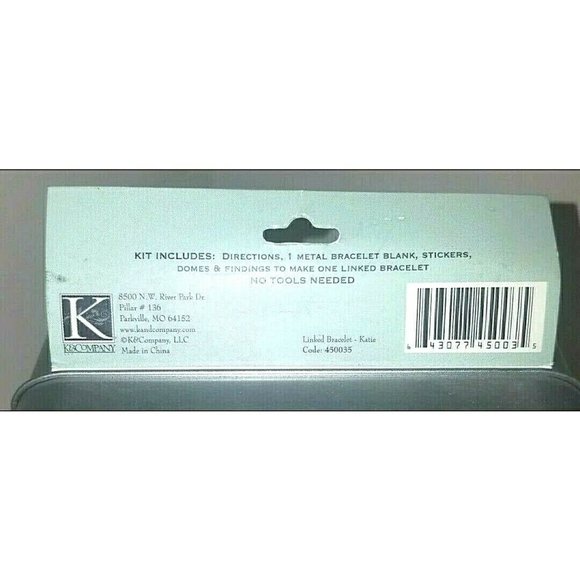 KIT INCLUDES: DIRECTIONS, 1 METAL BRACELET BLANK, STICKERS,
DOMES & FINDINGS TO MAKE ONE LINKED BRACELET
NO TOOLS NEEDED
K
K&COMPANY
8500 N.W. River Park Dr.
Pillar # 136
Parkville, MO 64152
www.kandcompany.com
©K&Company, LLC
Made in China
Linked Bracelet - Katie
Code: 450035
43077 45003 5